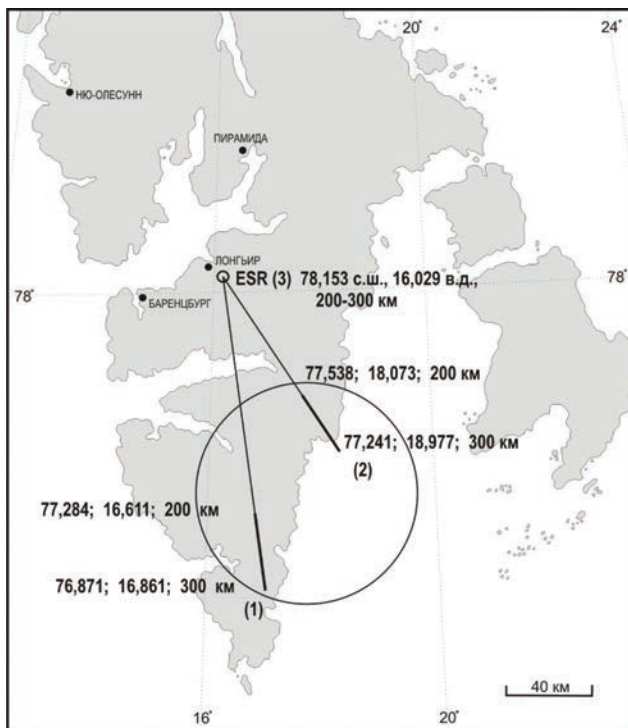 20°
24°
НЮ-ОЛЕСУНН
ПИРАМИДА
ЛОНГЬИР
ESR (3) 78,153 с.ш., 16,029 в.д.,
200-300 км
78°
78°
БАРЕНЦБУРГ
77,538; 18,073; 200 км
77,241; 18,977; 300 км
(2)
77,284; 16,611; 200 км
76,871; 16,861; 300 км
(1)
40 км
16°
20°